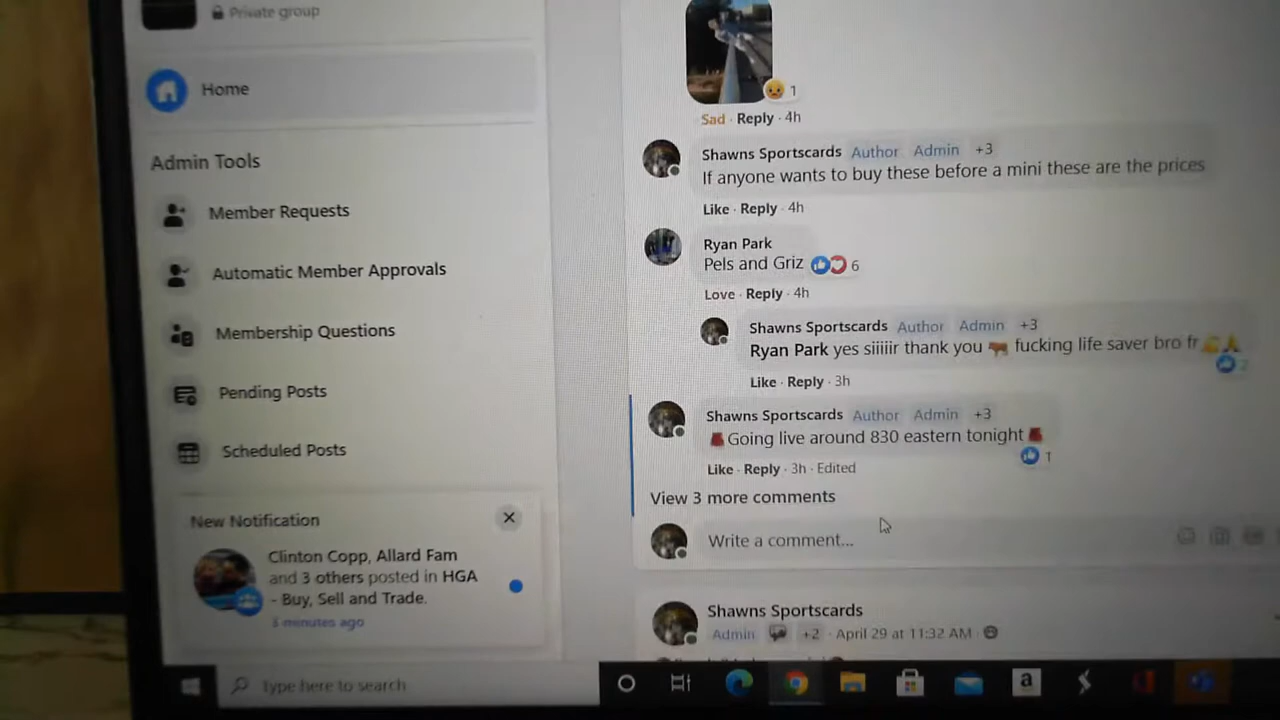 Private group
Home
Admin Tools
Member Requests
Automatic Member Approvals
Membership Questions
Pending Posts
Scheduled Posts
New Notification
Clinton Copp, Allard Fam
and 3 others posted in HGA
- Buy, Sell and Trade.
minutes ago
1
Sad · Reply · 4h
Shawns Sportscards Author Admin +3
If anyone wants to buy these before a mini these are the prices
Like · Reply · 4h
Ryan Park
Pels and Griz 6
Love · Reply · 4h
Shawns Sportscards Author Admin +3
Ryan Park yes siiiiir thank you fucking life saver bro fr
2
Like · Reply · 3h
Shawns Sportscards Author Admin +3
Going live around 830 eastern tonight
1
Like · Reply · 3h · Edited
View 3 more comments
Write a comment...
Shawns Sportscards
Admin +2 · April 29 at 11:32 AM ·
Type here to search
a